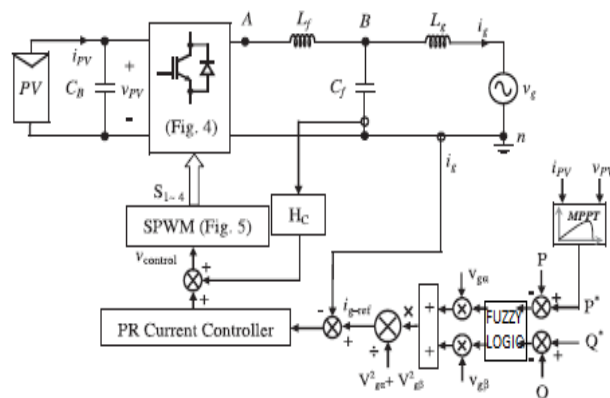 A
L_f
B
L_g
i_g
i_PV
PV
C_B
+
v_PV
-
(Fig. 4)
C_f
v_g
n
i_g
S_1~4
H_C
SPWM (Fig. 5)
v_control
+
+
PR Current Controller
-
i_g-ref
+
×
÷
V²_gα + V²_gβ
+
+
v_gα
v_gβ
FUZZY
LOGIC
i_PV
v_PV
MPPT
P
-
+
P*
Q*
-
+
Q